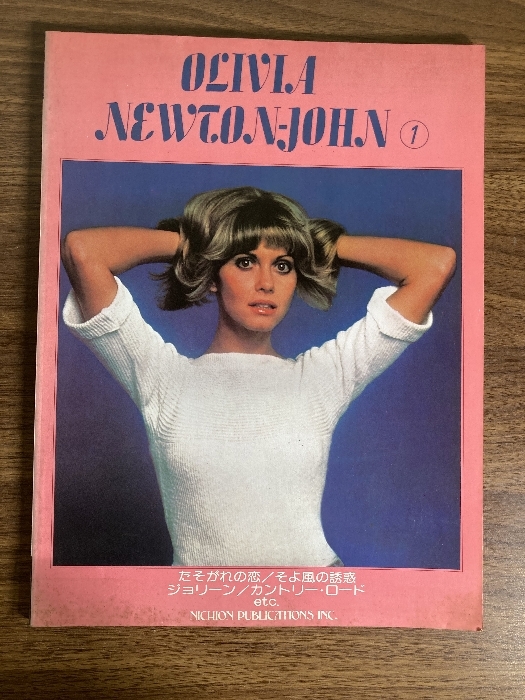 OLIVIA
NEWTON-JOHN ①
たそがれの恋／そよ風の誘惑
ジョリーン／カントリー・ロード
etc.
NICHION PUBLICATIONS INC.